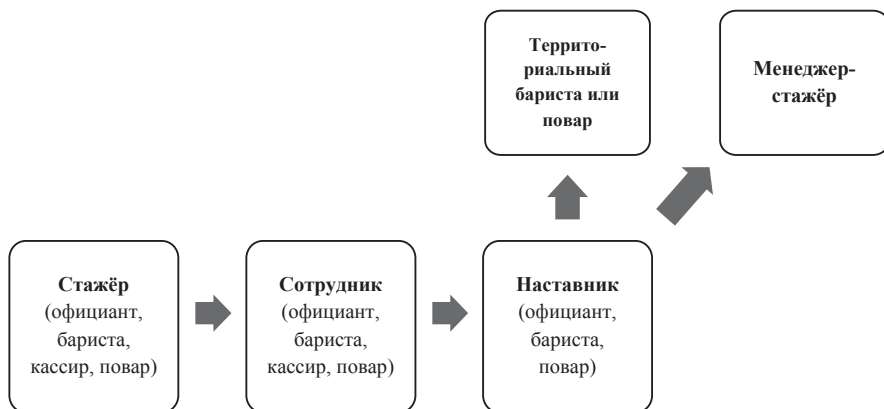 Террито-
риальный
бариста или
повар
Менеджер-
стажёр
Стажёр
(официант,
бариста,
кассир, повар)
Сотрудник
(официант,
бариста,
кассир, повар)
Наставник
(официант,
бариста,
повар)